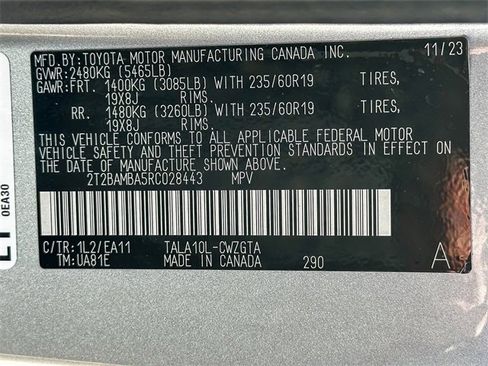 MFD.BY:TOYOTA MOTOR MANUFACTURING CANADA INC. 11/23
GVWR:2480KG (5465LB)
GAWR:FRT. 1400KG (3085LB) WITH 235/60R19 TIRES,
19X8J RIMS.
RR. 1480KG (3260LB) WITH 235/60R19 TIRES,
19X8J RIMS.
THIS VEHICLE CONFORMS TO ALL APPLICABLE FEDERAL MOTOR
VEHICLE SAFETY AND THEFT PREVENTION STANDARDS IN EFFECT ON
THE DATE OF MANUFACTURE SHOWN ABOVE.
2T2BAMBA5RC028443 MPV
C/TR:1L2/EA11 TALA10L-CWZGTA
TM:UA81E MADE IN CANADA 290 A
0EA30